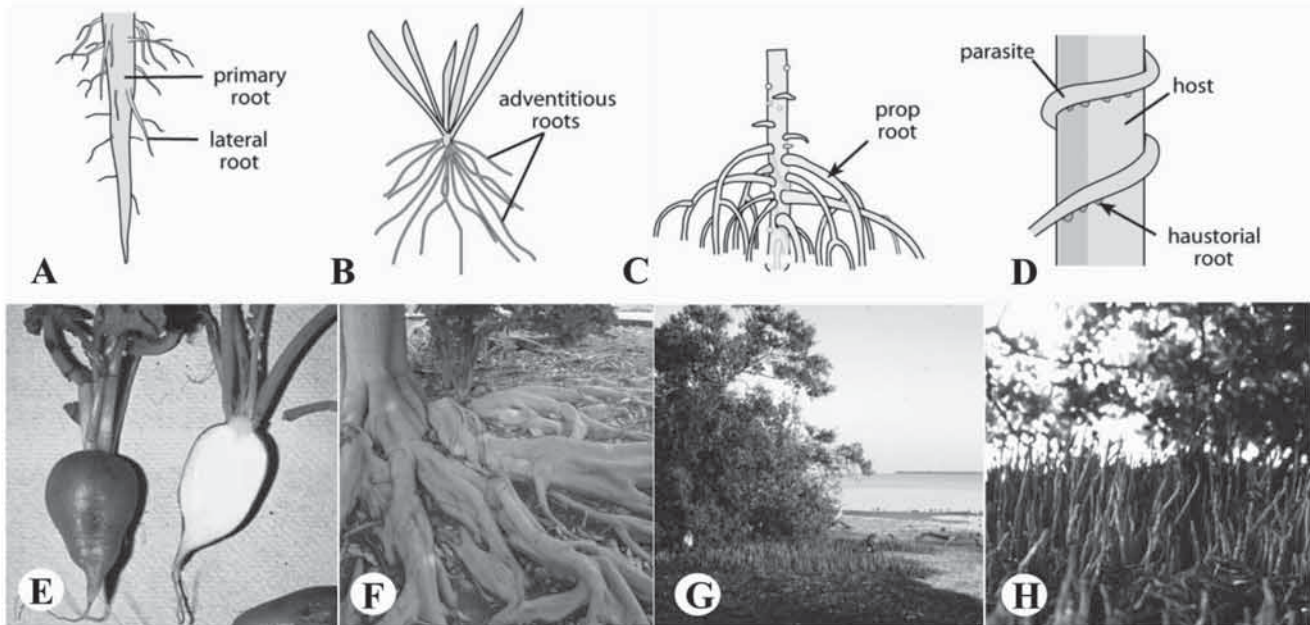 primary
root
lateral
root
A
adventitious
roots
B
prop
root
C
parasite
host
haustorial
root
D
E
F
G
H